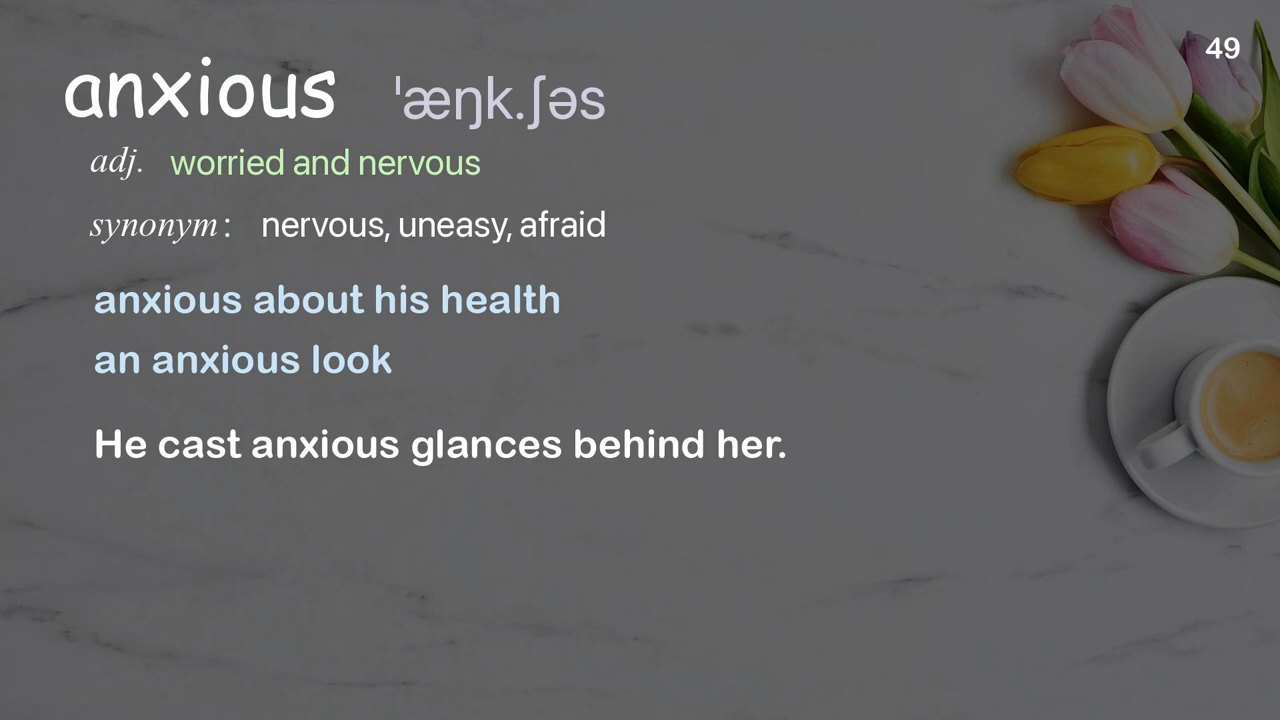 49
anxious ˈæŋk.ʃəs
adj. worried and nervous
synonym: nervous, uneasy, afraid
anxious about his health
an anxious look
He cast anxious glances behind her.